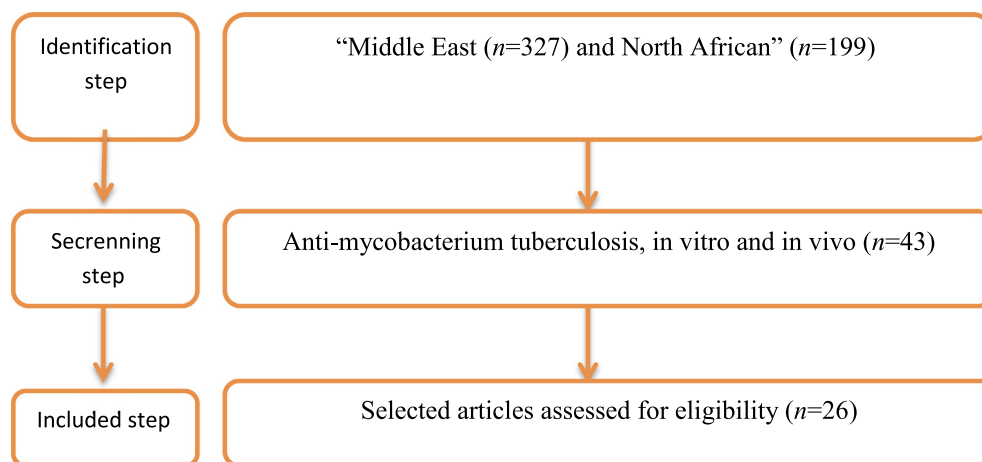 Identification
step
“Middle East (n=327) and North African” (n=199)
Secrenning
step
Anti-mycobacterium tuberculosis, in vitro and in vivo (n=43)
Included step
Selected articles assessed for eligibility (n=26)